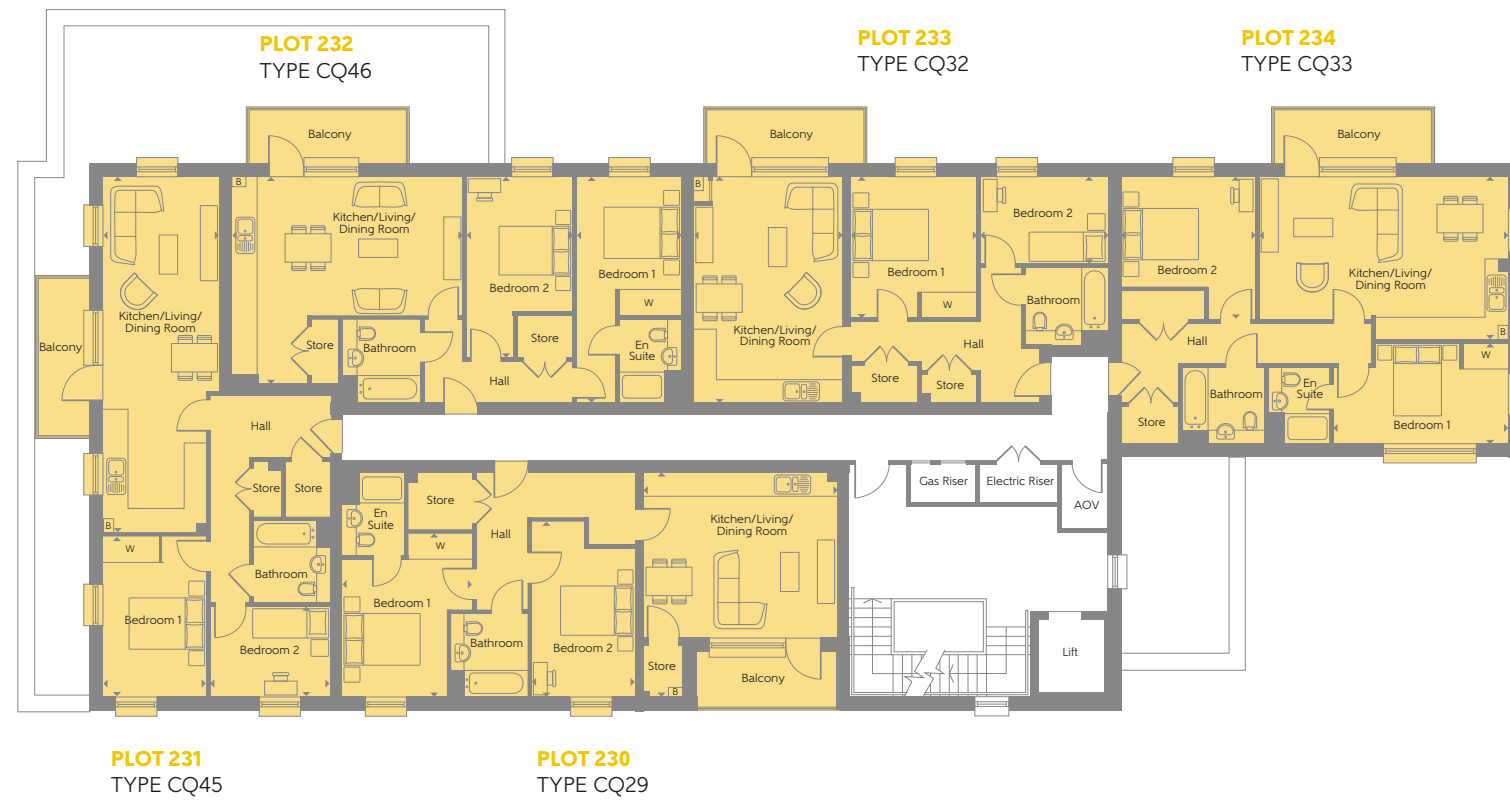 PLOT 232
TYPE CQ46
PLOT 233
TYPE CQ32
PLOT 234
TYPE CQ33
Balcony
Balcony
Balcony
B
Kitchen/Living/
Dining Room
Bedroom 2
Bedroom 1
W
Store
Bathroom
Store
En
Suite
Hall
B
Kitchen/Living/
Dining Room
Bedroom 1
W
Bedroom 2
Bathroom
Hall
Store
Store
Bedroom 2
Kitchen/Living/
Dining Room
B
Hall
W
Store
Bathroom
En
Suite
Bedroom 1
Kitchen/Living/
Dining Room
Balcony
Hall
Store
Store
B
W
Bathroom
Bedroom 1
Bedroom 2
En
Suite
Store
Hall
W
Bedroom 1
Bathroom
Bedroom 2
Kitchen/Living/
Dining Room
Store
B
Balcony
Gas Riser
Electric Riser
AOV
Lift
PLOT 231
TYPE CQ45
PLOT 230
TYPE CQ29